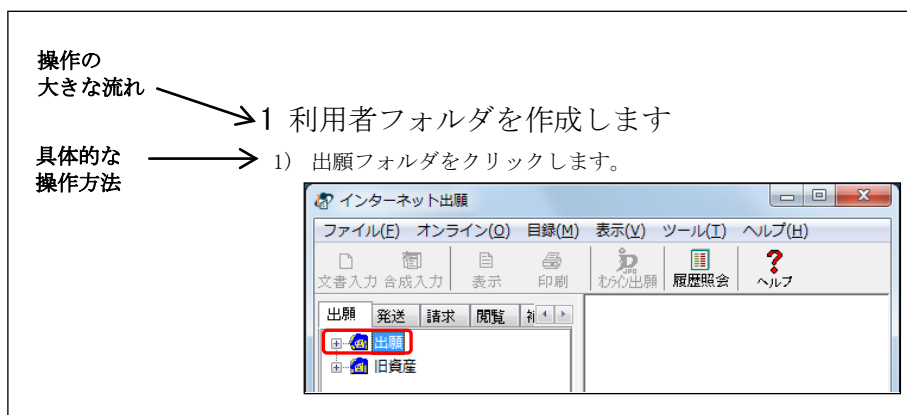 操作の
大きな流れ
1 利用者フォルダを作成します
具体的な
操作方法
1) 出願フォルダをクリックします。
インターネット出願
ファイル(F) オンライン(O) 目録(M) 表示(V) ツール(T) ヘルプ(H)
文書入力 合成入力 表示 印刷 むらい出願 履歴照会 ヘルプ
出願 発送 請求 閲覧
出願
旧資産